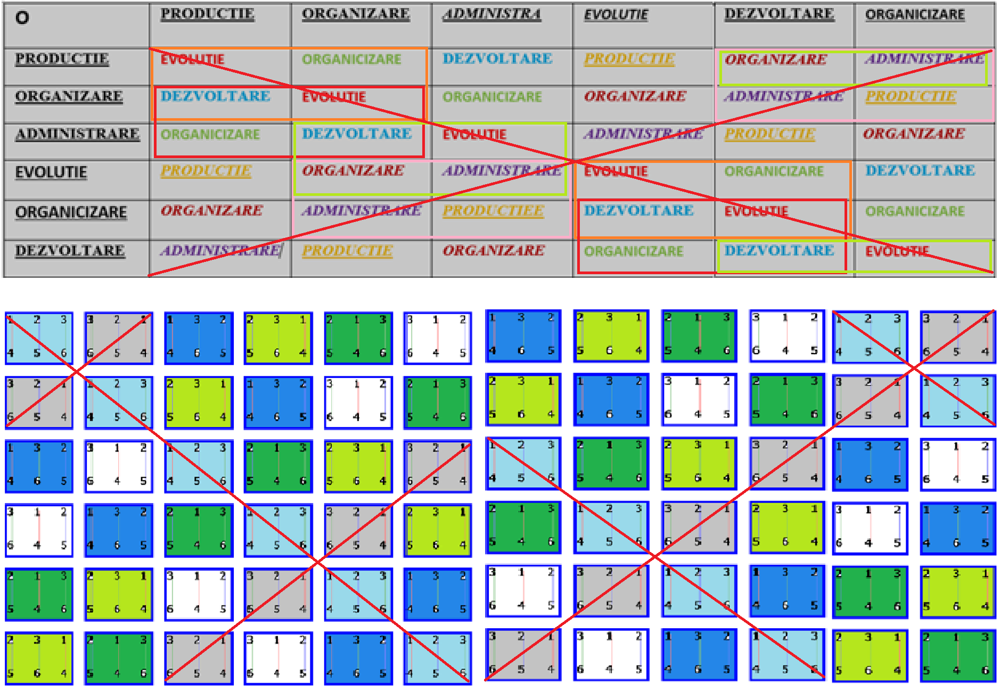 O PRODUCTIE ORGANIZARE ADMINISTRA EVOLUTIE DEZVOLTARE ORGANICIZARE
PRODUCTIE EVOLUTIE ORGANICIZARE DEZVOLTARE PRODUCTIE ORGANIZARE ADMINISTRARE
ORGANIZARE DEZVOLTARE EVOLUTIE ORGANICIZARE ORGANIZARE ADMINISTRARE PRODUCTIE
ADMINISTRARE ORGANICIZARE DEZVOLTARE EVOLUTIE ADMINISTRARE PRODUCTIE ORGANIZARE
EVOLUTIE PRODUCTIE ORGANIZARE ADMINISTRARE EVOLUTIE ORGANICIZARE DEZVOLTARE
ORGANICIZARE ORGANIZARE ADMINISTRARE PRODUCTIEE DEZVOLTARE EVOLUTIE ORGANICIZARE
DEZVOLTARE ADMINISTRARE PRODUCTIE ORGANIZARE ORGANICIZARE DEZVOLTARE EVOLUTIE
1 2 3 3 2 1 1 3 2 2 3 1 2 1 3 3 1 2 1 3 2 2 3 1 2 1 3 3 1 2 1 2 3 3 2 1
4 5 6 6 5 4 4 6 5 5 6 4 5 4 6 6 4 5 4 6 5 5 6 4 5 4 6 6 4 5 4 5 6 6 5 4
3 2 1 1 2 3 2 3 1 1 3 2 3 1 2 2 1 3 2 3 1 1 3 2 3 1 2 2 1 3 3 2 1 1 2 3
6 5 4 4 5 6 5 6 4 4 6 5 6 4 5 5 4 6 5 6 4 4 6 5 6 4 5 5 4 6 6 5 4 4 5 6
1 3 2 3 1 2 1 2 3 2 1 3 2 3 1 3 2 1 1 2 3 2 1 3 2 3 1 3 2 1 1 3 2 3 1 2
4 6 5 6 4 5 4 5 6 5 4 6 5 6 4 6 5 4 4 5 6 5 4 6 5 6 4 6 5 4 4 6 5 6 4 5
3 1 2 1 3 2 2 1 3 1 2 3 3 2 1 2 3 1 2 1 3 1 2 3 3 2 1 2 3 1 3 1 2 1 3 2
6 4 5 4 6 5 5 4 6 4 5 6 6 5 4 5 6 4 5 4 6 4 5 6 6 5 4 5 6 4 6 4 5 4 6 5
2 1 3 2 3 1 3 1 2 3 2 1 1 2 3 1 3 2 3 1 2 3 2 1 1 2 3 1 3 2 2 1 3 2 3 1
5 4 6 5 6 4 6 4 5 6 5 4 4 5 6 4 6 5 6 4 5 6 5 4 4 5 6 4 6 5 5 4 6 5 6 4
2 3 1 2 1 3 3 2 1 3 1 2 1 3 2 1 2 3 3 2 1 3 1 2 1 3 2 1 2 3 2 3 1 2 1 3
5 6 4 5 4 6 6 5 4 6 4 5 4 6 5 4 5 6 6 5 4 6 4 5 4 6 5 4 5 6 5 6 4 5 4 6